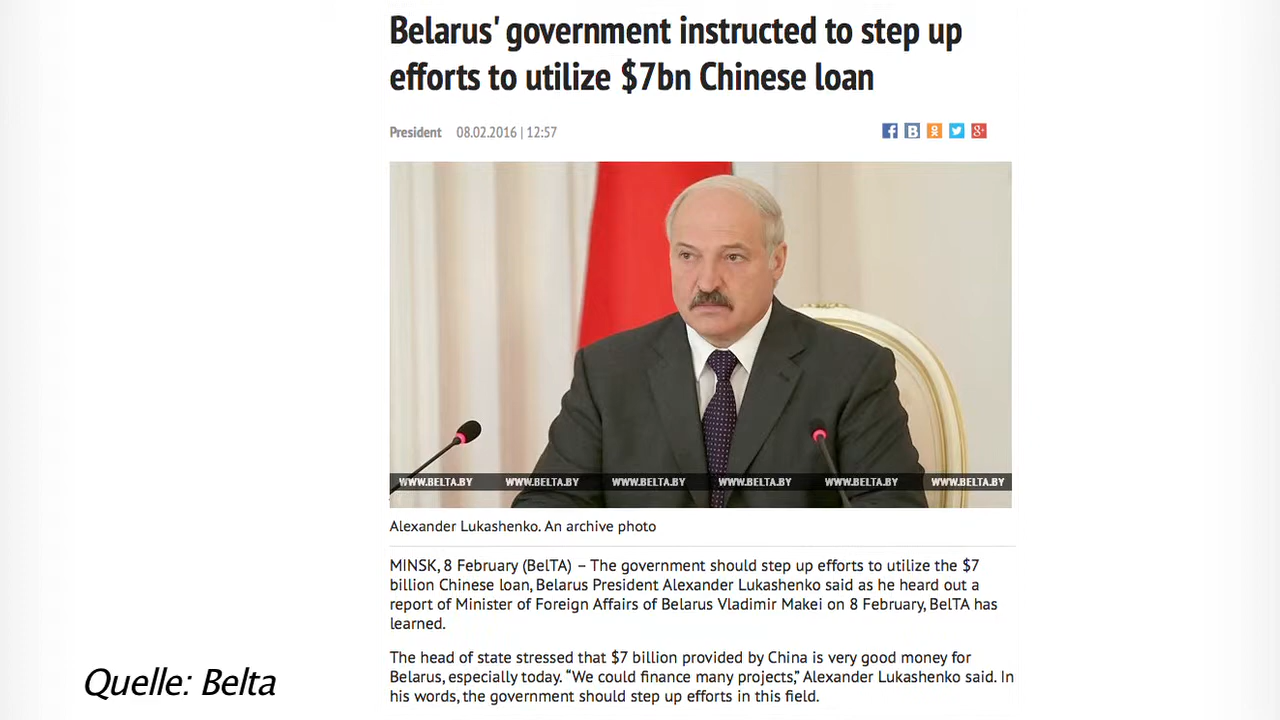 Belarus' government instructed to step up
efforts to utilize $7bn Chinese loan
President 08.02.2016 | 12:57
WWW.BELTA.BY WWW.BELTA.BY WWW.BELTA.BY WWW.BELTA.BY WWW.BELTA.BY WWW.BELTA.BY
Alexander Lukashenko. An archive photo
MINSK, 8 February (BelTA) – The government should step up efforts to utilize the $7
billion Chinese loan, Belarus President Alexander Lukashenko said as he heard out a
report of Minister of Foreign Affairs of Belarus Vladimir Makei on 8 February, BelTA has
learned.
The head of state stressed that $7 billion provided by China is very good money for
Belarus, especially today. “We could finance many projects,” Alexander Lukashenko said. In
his words, the government should step up efforts in this field.
Quelle: Belta